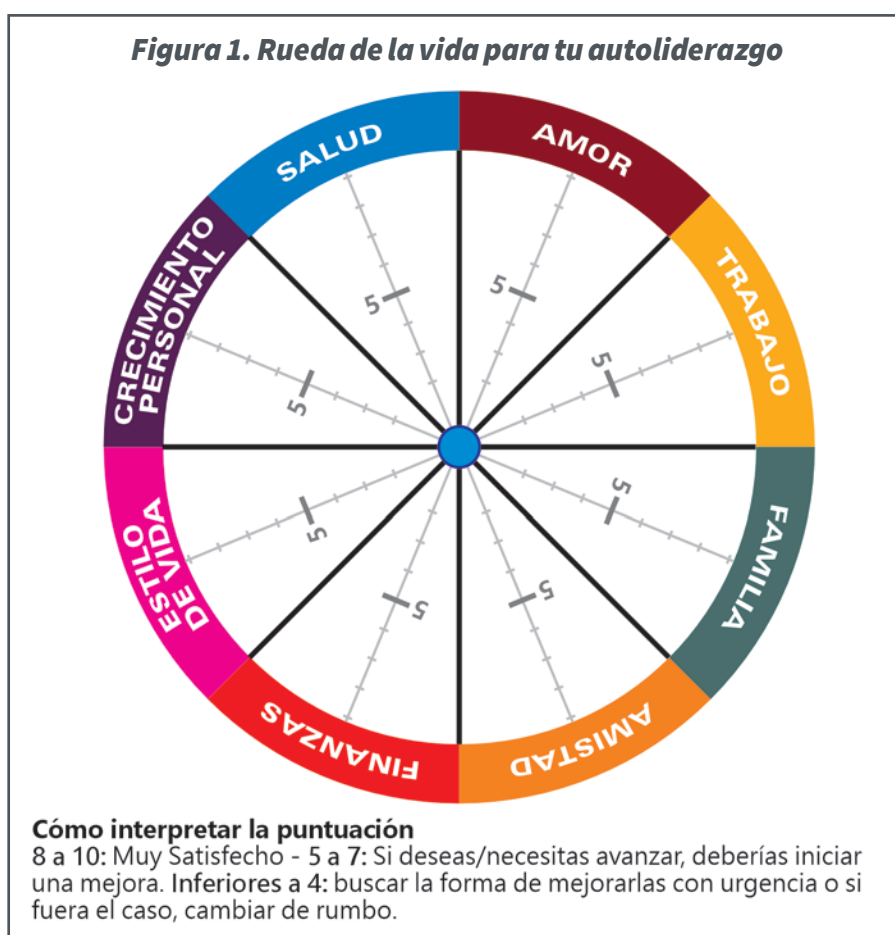 Figura 1. Rueda de la vida para tu autoliderazgo
SALUD
AMOR
CRECIMIENTO
PERSONAL
TRABAJO
5
5
5
5
5
5
5
5
ESTILO
DE VIDA
FAMILIA
FINANZAS
AMISTAD
Cómo interpretar la puntuación
8 a 10: Muy Satisfecho - 5 a 7: Si deseas/necesitas avanzar, deberías iniciar
una mejora. Inferiores a 4: buscar la forma de mejorarlas con urgencia o si
fuera el caso, cambiar de rumbo.